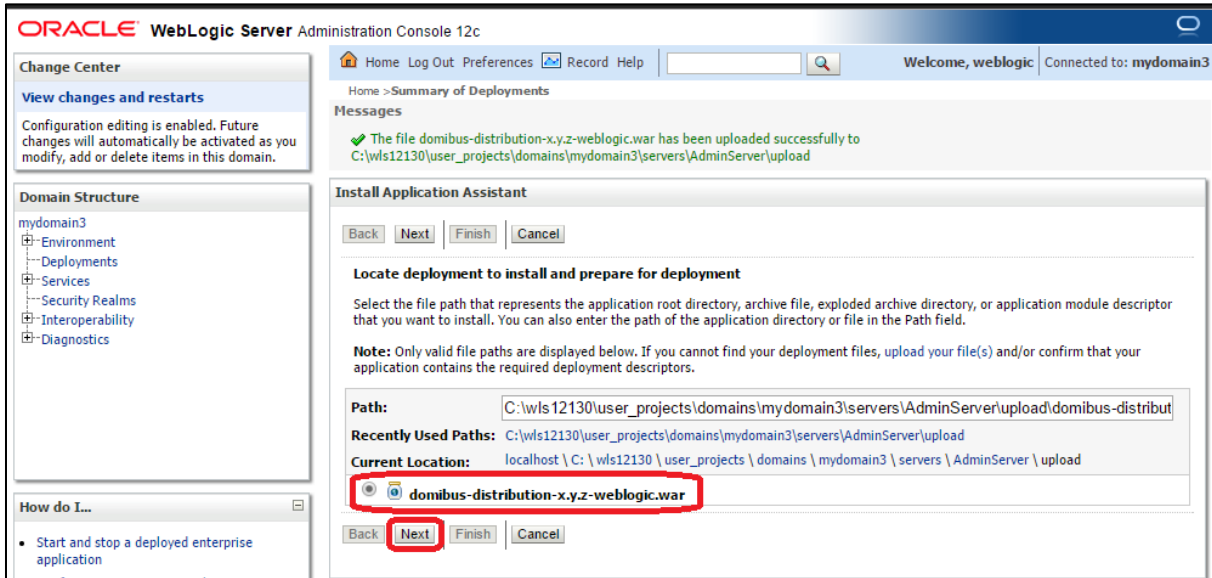 ORACLE WebLogic Server Administration Console 12c
Change Center
View changes and restarts
Configuration editing is enabled. Future
changes will automatically be activated as you
modify, add or delete items in this domain.
Domain Structure
mydomain3
Environment
Deployments
Services
Security Realms
Interoperability
Diagnostics
How do I...
Start and stop a deployed enterprise
application
Home Log Out Preferences Record Help
Welcome, weblogic Connected to: mydomain3
Home >Summary of Deployments
Messages
The file domibus-distribution-x.y.z-weblogic.war has been uploaded successfully to
C:\wls12130\user_projects\domains\mydomain3\servers\AdminServer\upload
Install Application Assistant
Back Next Finish Cancel
Locate deployment to install and prepare for deployment
Select the file path that represents the application root directory, archive file, exploded archive directory, or application module descriptor
that you want to install. You can also enter the path of the application directory or file in the Path field.
Note: Only valid file paths are displayed below. If you cannot find your deployment files, upload your file(s) and/or confirm that your
application contains the required deployment descriptors.
Path: C:\wls12130\user_projects\domains\mydomain3\servers\AdminServer\upload\domibus-distribut
Recently Used Paths: C:\wls12130\user_projects\domains\mydomain3\servers\AdminServer\upload
Current Location: localhost \ C: \ wls12130 \ user_projects \ domains \ mydomain3 \ servers \ AdminServer \ upload
domibus-distribution-x.y.z-weblogic.war
Back Next Finish Cancel